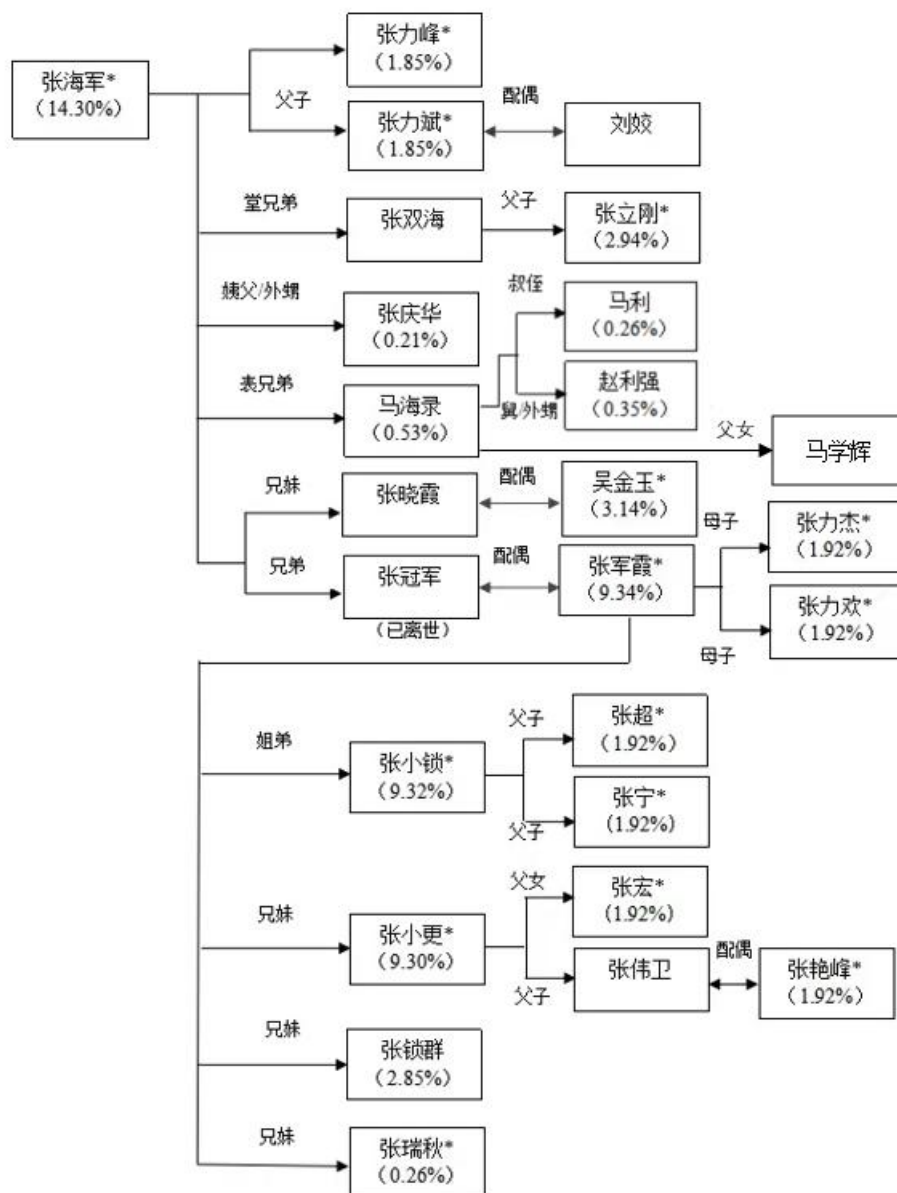 张力峰*
(1.85%)
张海军*
(14.30%)
父子
张力斌*
(1.85%)
配偶
刘姣
堂兄弟
张双海
父子
张立刚*
(2.94%)
姨父/外甥
张庆华
(0.21%)
叔侄
马利
(0.26%)
表兄弟
马海录
(0.53%)
舅/外甥
赵利强
(0.35%)
父女
马学辉
兄妹
张晓霞
配偶
吴金玉*
(3.14%)
兄弟
张冠军
(已离世)
配偶
张军霞*
(9.34%)
母子
张力杰*
(1.92%)
母子
张力欢*
(1.92%)
姐弟
张小锁*
(9.32%)
父子
张超*
(1.92%)
父子
张宁*
(1.92%)
兄妹
张小更*
(9.30%)
父女
张宏*
(1.92%)
父子
张伟卫
配偶
张艳峰*
(1.92%)
兄妹
张锁群
(2.85%)
兄妹
张瑞秋*
(0.26%)